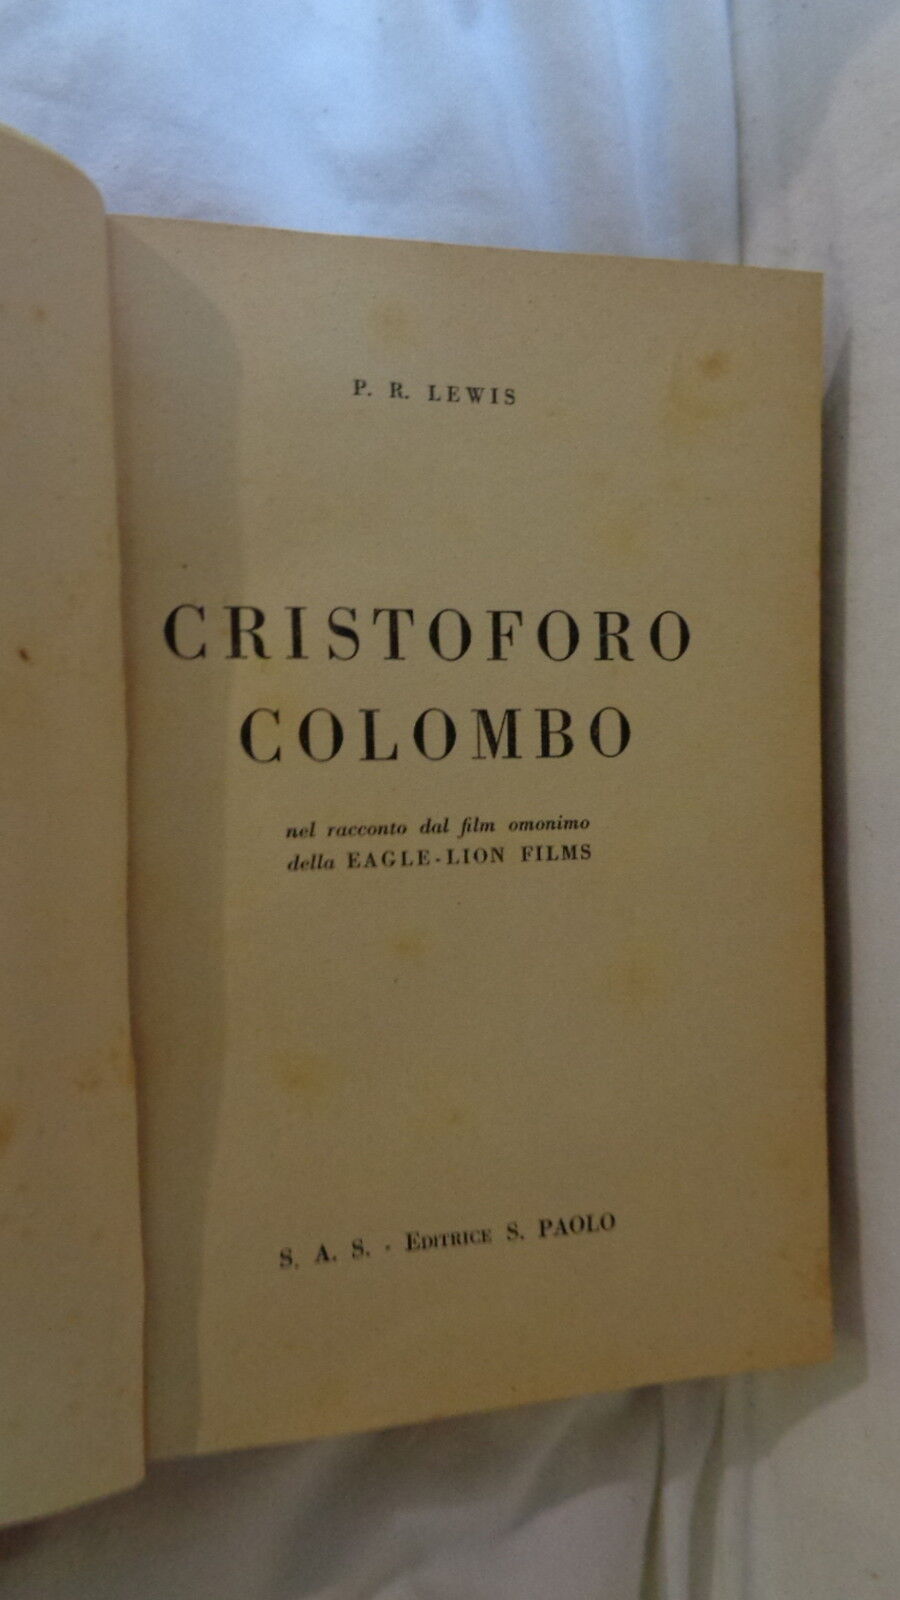 P. R. LEWIS
CRISTOFORO
COLOMBO
nel racconto dal film omonimo
della EAGLE-LION FILMS
S. A. S. - EDITRICE S. PAOLO